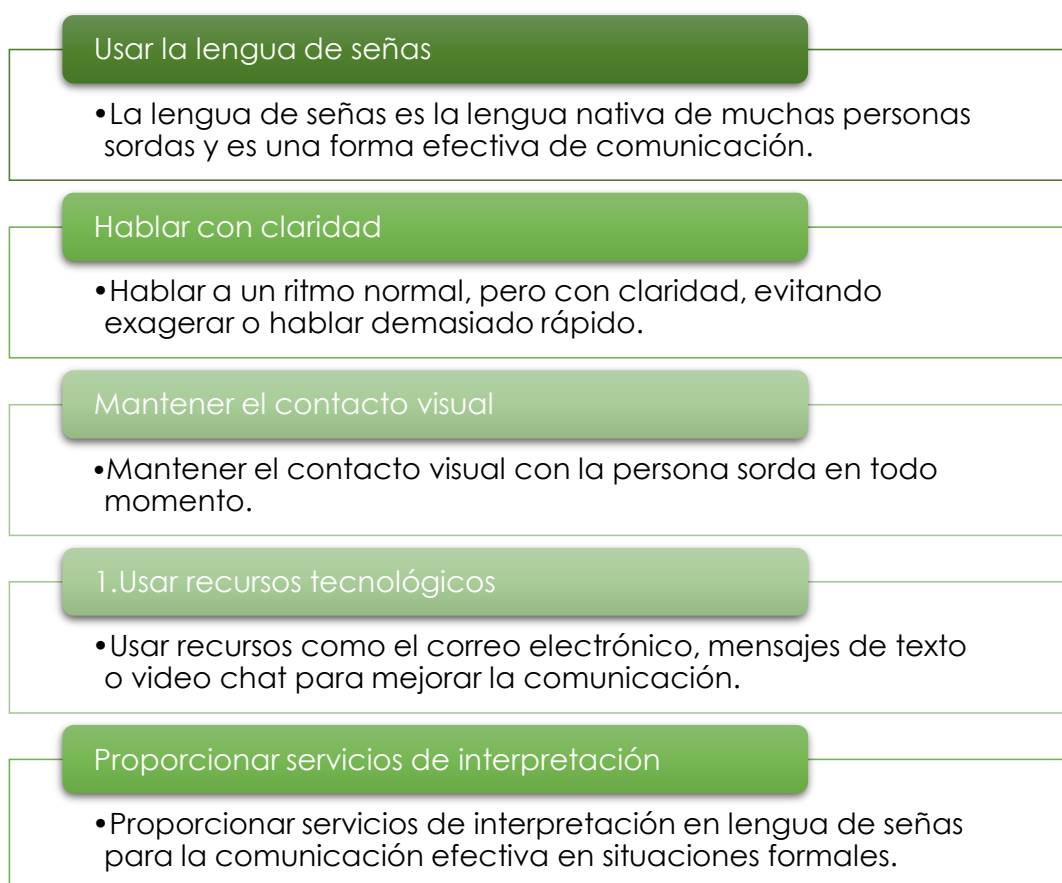 Usar la lengua de señas
•La lengua de señas es la lengua nativa de muchas personas
sordas y es una forma efectiva de comunicación.
Hablar con claridad
•Hablar a un ritmo normal, pero con claridad, evitando
exagerar o hablar demasiado rápido.
Mantener el contacto visual
•Mantener el contacto visual con la persona sorda en todo
momento.
1.Usar recursos tecnológicos
•Usar recursos como el correo electrónico, mensajes de texto
o video chat para mejorar la comunicación.
Proporcionar servicios de interpretación
•Proporcionar servicios de interpretación en lengua de señas
para la comunicación efectiva en situaciones formales.